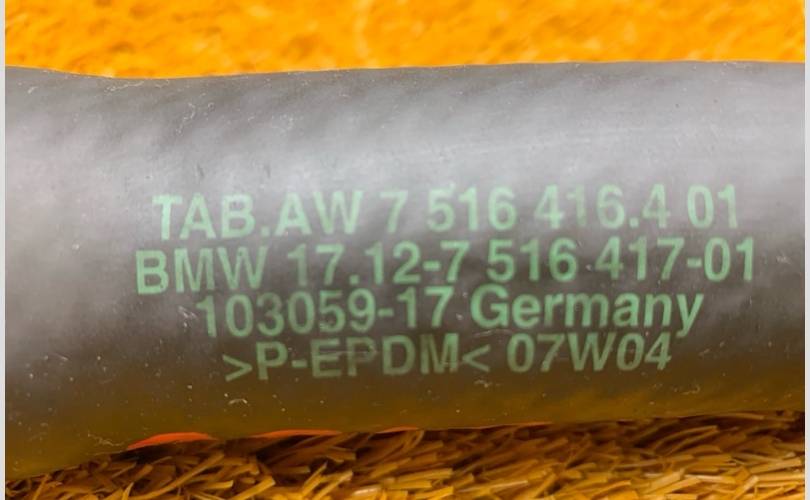 TAB.AW 7 516 416.4 01
BMW 17.12-7 516 417-01
103059-17 Germany
>P-EPDM< 07W04